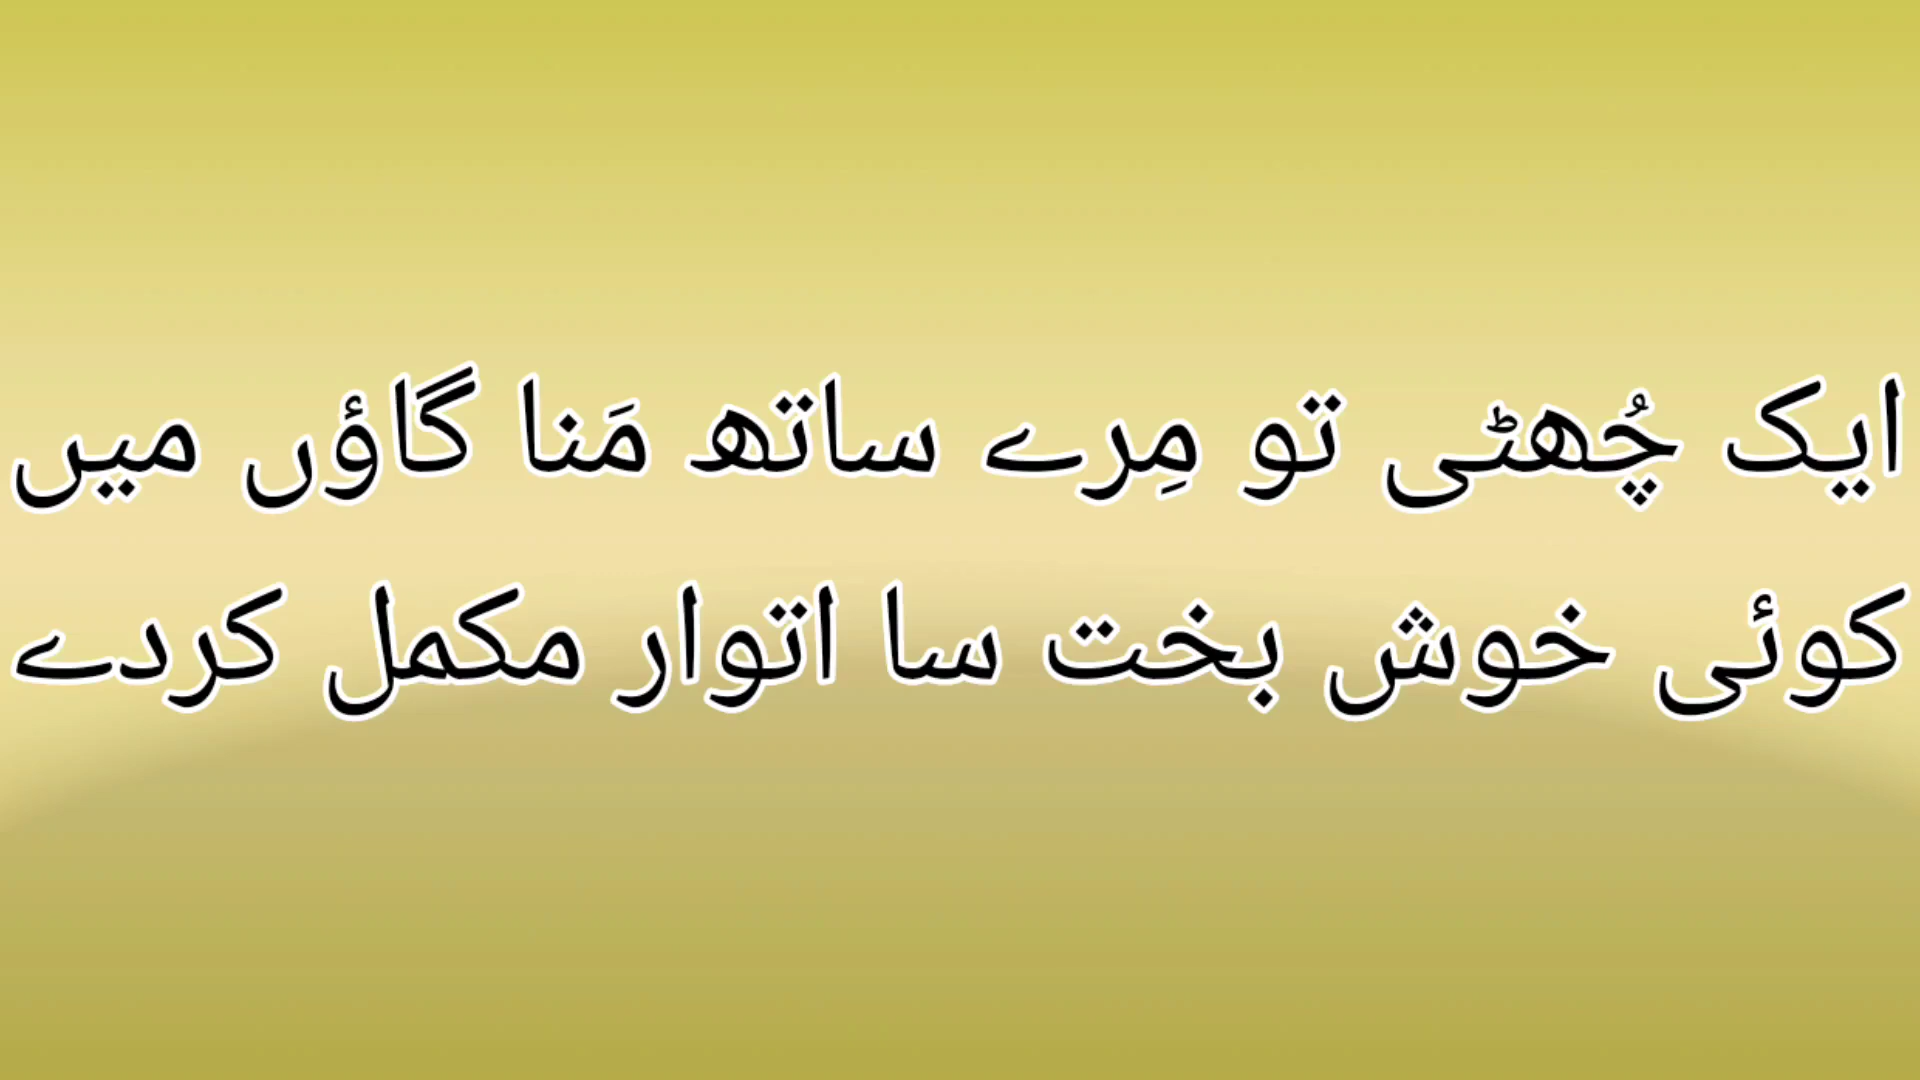 ایک چُھٹی تو مِرے ساتھ مَنا گاؤں میں
کوئی خوش بخت سا اتوار مکمل کردے